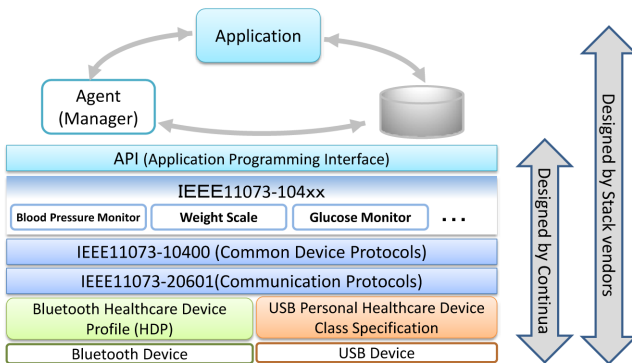 Application
Agent
(Manager)
API (Application Programming Interface)
IEEE11073-104xx
Blood Pressure Monitor
Weight Scale
Glucose Monitor
...
IEEE11073-10400 (Common Device Protocols)
IEEE11073-20601(Communication Protocols)
Bluetooth Healthcare Device
Profile (HDP)
USB Personal Healthcare Device
Class Specification
Bluetooth Device
USB Device
Designed by Continua
Designed by Stack vendors